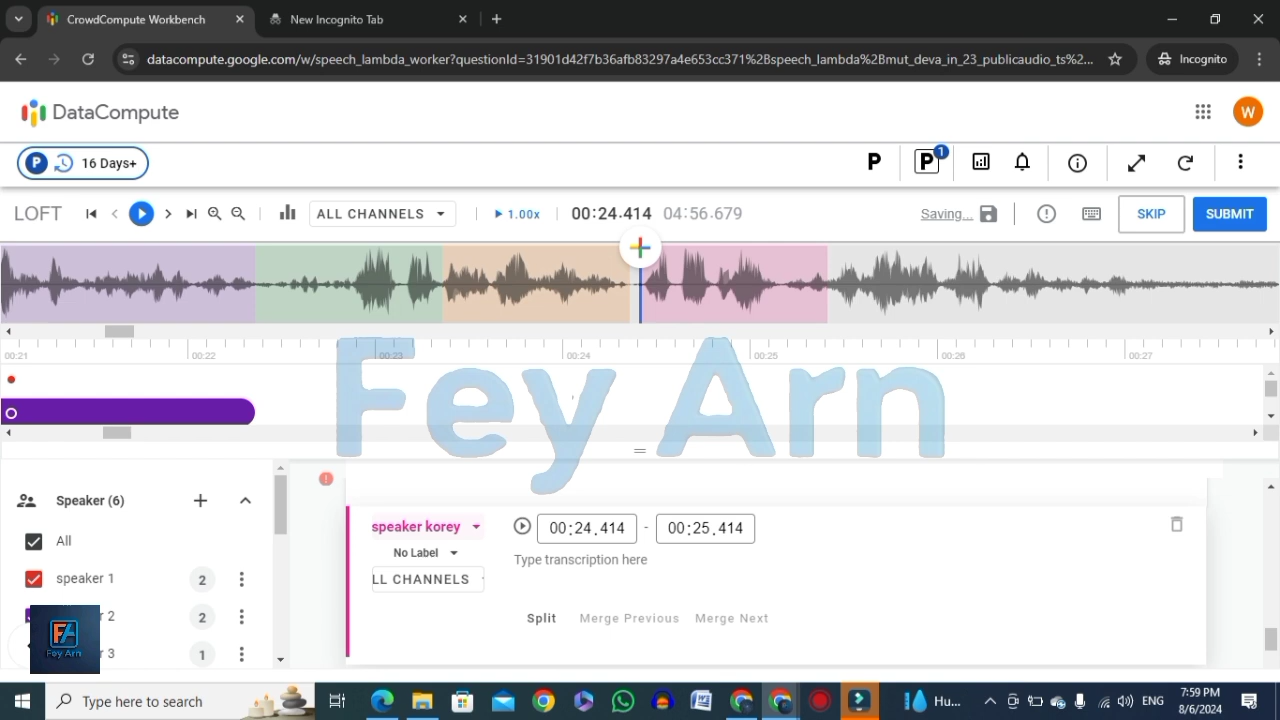 CrowdCompute Workbench
New Incognito Tab
datacompute.google.com/w/speech_lambda_worker?questionId=31901d42f7b36afb83297a4e653cc371%2Bspeech_lambda%2Bmut_deva_in_23_publicaudio_ts%2...
Incognito
DataCompute
W
P 16 Days+
P P 1
LOFT
ALL CHANNELS
1.00x
00:24.414 04:56.679
Saving...
SKIP
SUBMIT
00:21 00:22 00:23 00:24 00:25 00:26 00:27
Fey Arn
Speaker (6)
All
speaker 1 2
r 2 2
r 3 1
FA
Fey Arn
speaker korey
00:24.414 - 00:25.414
No Label
Type transcription here
LL CHANNELS
Split Merge Previous Merge Next
Type here to search
Hu...
ENG
7:59 PM
8/6/2024